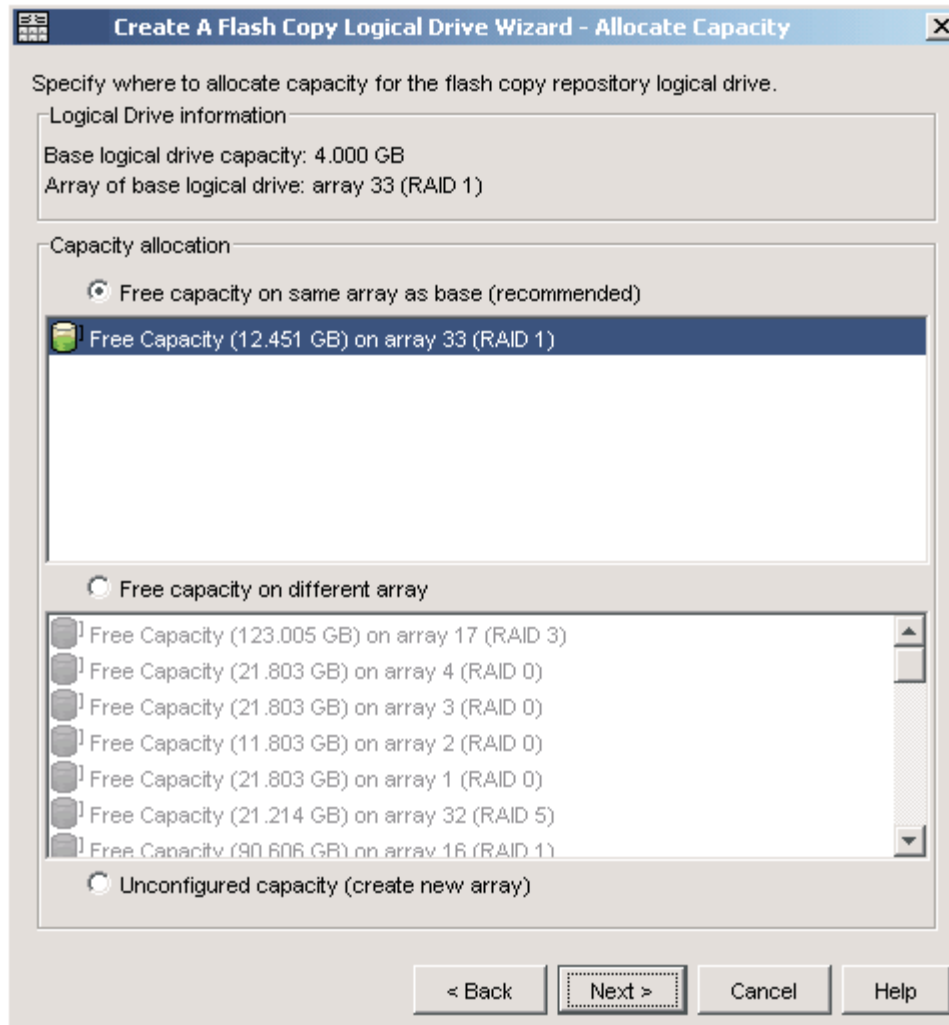 Create A Flash Copy Logical Drive Wizard - Allocate Capacity
Specify where to allocate capacity for the flash copy repository logical drive.
Logical Drive information
Base logical drive capacity: 4.000 GB
Array of base logical drive: array 33 (RAID 1)
Capacity allocation
Free capacity on same array as base (recommended)
Free Capacity (12.451 GB) on array 33 (RAID 1)
Free capacity on different array
Free Capacity (123.005 GB) on array 17 (RAID 3)
Free Capacity (21.803 GB) on array 4 (RAID 0)
Free Capacity (21.803 GB) on array 3 (RAID 0)
Free Capacity (11.803 GB) on array 2 (RAID 0)
Free Capacity (21.803 GB) on array 1 (RAID 0)
Free Capacity (21.214 GB) on array 32 (RAID 5)
Free Capacity (90.606 GB) on array 16 (RAID 1)
Unconfigured capacity (create new array)
< Back
Next >
Cancel
Help